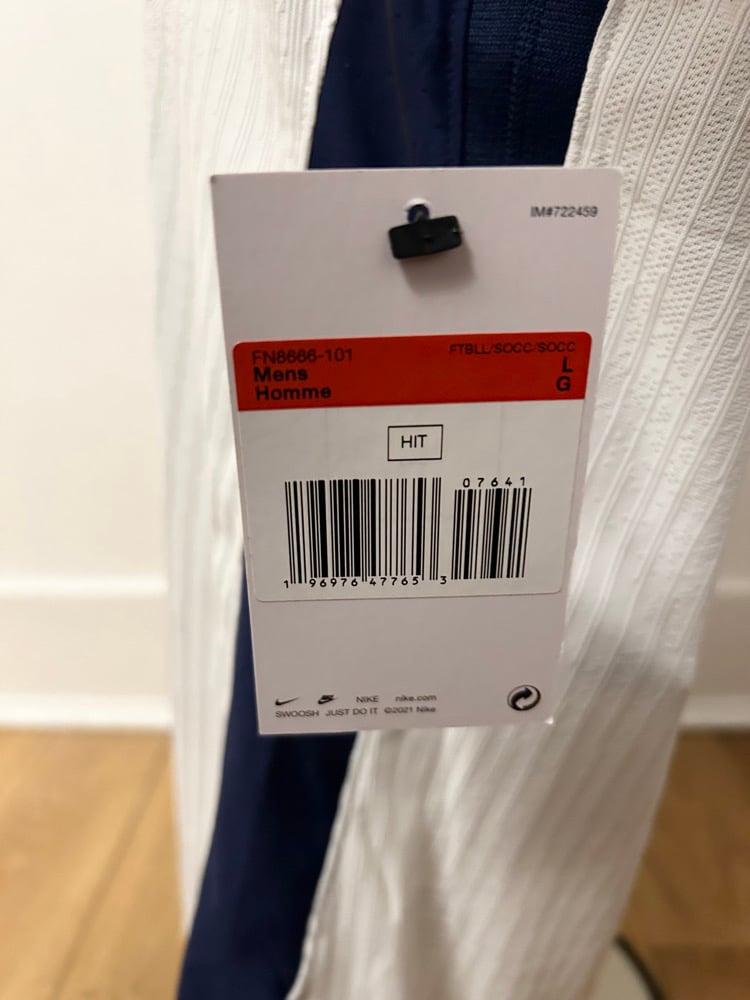 IM#722459
FN8666-101 FTBLL/SOCC/SOCC
Mens L
Homme G
HIT
07641
1 96976 47765 3
NIKE nike.com
SWOOSH JUST DO IT ©2021 Nike